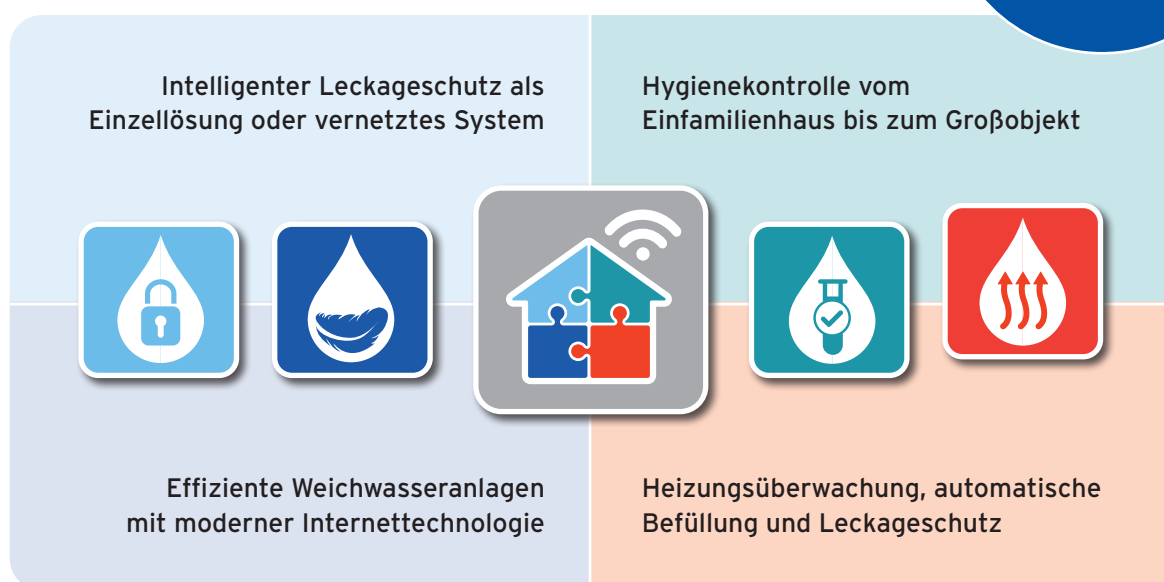 Intelligenter Leckageschutz als
Einzellösung oder vernetztes System
Hygienekontrolle vom
Einfamilienhaus bis zum Großobjekt
Effiziente Weichwasseranlagen
mit moderner Internettechnologie
Heizungsüberwachung, automatische
Befüllung und Leckageschutz